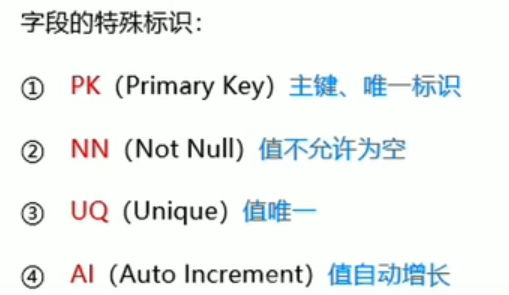 字段的特殊标识：
① PK（Primary Key）主键、唯一标识
② NN（Not Null）值不允许为空
③ UQ（Unique）值唯一
④ AI（Auto Increment）值自动增长